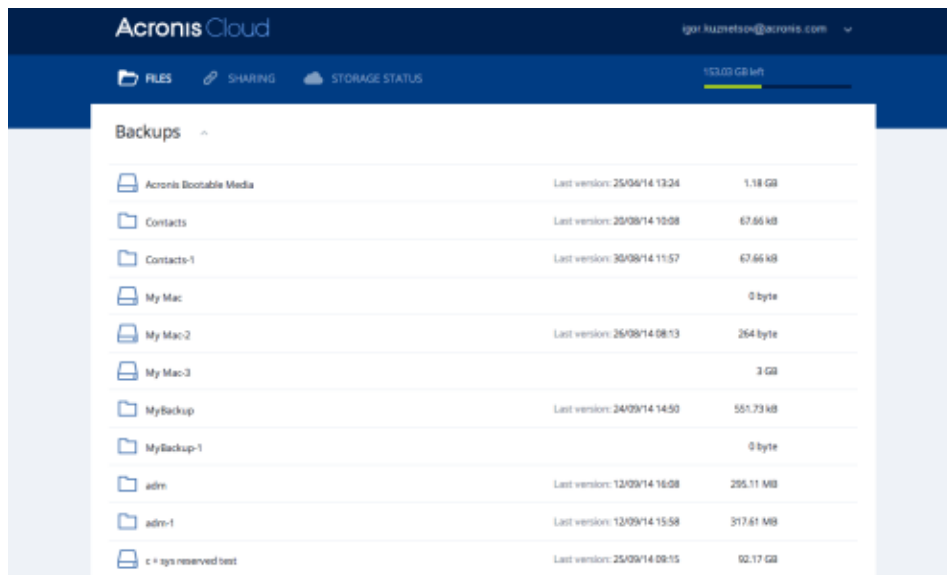 Acronis Cloud
igor.kuznetsov@acronis.com
FILES SHARING STORAGE STATUS
153.03 GB left
Backups
Acronis Bootable Media Last version: 25/04/14 13:24 1.18 GB
Contacts Last version: 20/08/14 10:08 67.66 kB
Contacts-1 Last version: 30/08/14 11:57 67.66 kB
My Mac 0 byte
My Mac-2 Last version: 26/08/14 08:13 264 byte
My Mac-3 3 GB
MyBackup Last version: 24/09/14 14:50 551.73 kB
MyBackup-1 0 byte
adm Last version: 12/09/14 16:08 295.11 MB
adm-1 Last version: 12/09/14 15:58 317.61 MB
c + sys reserved test Last version: 25/09/14 09:15 92.17 GB